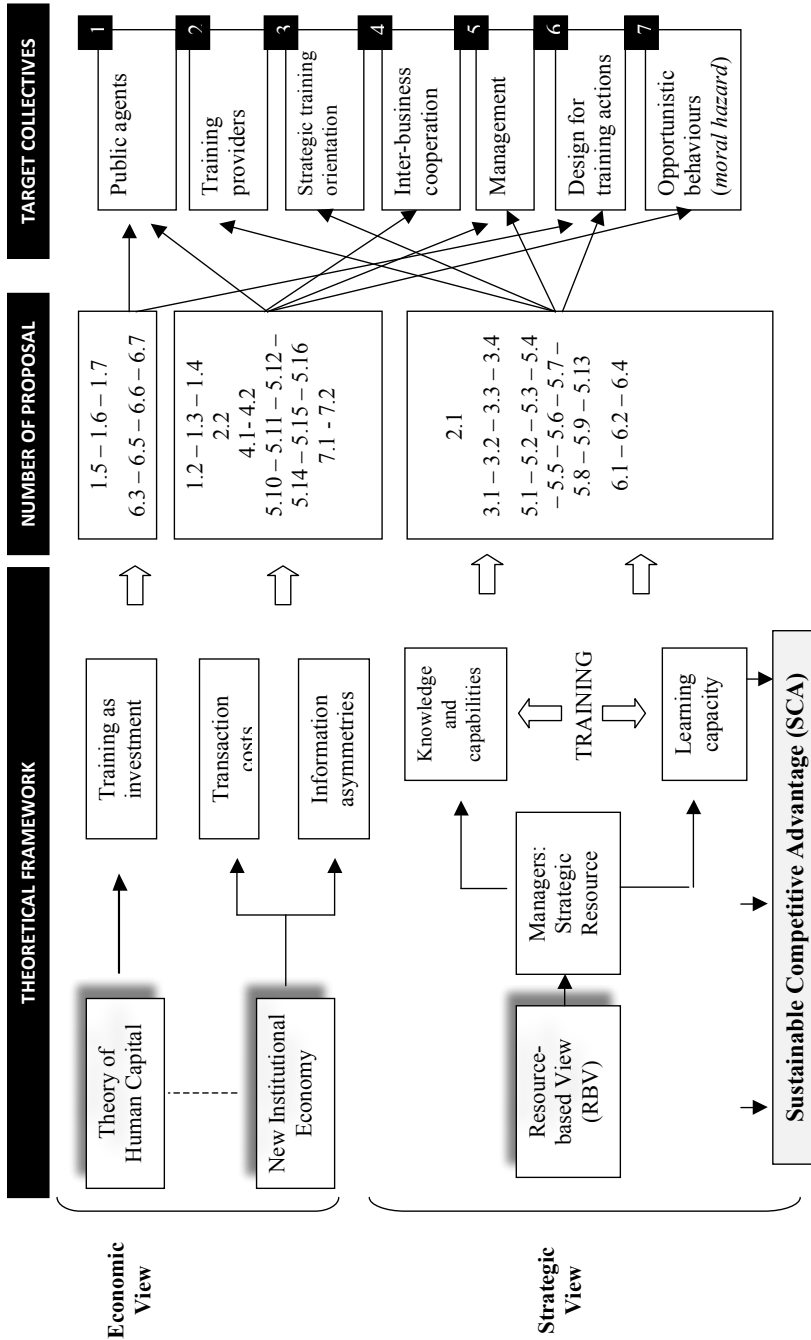 THEORETICAL FRAMEWORK
NUMBER OF PROPOSAL
TARGET COLLECTIVES
Economic
View
Theory of
Human Capital
New Institutional
Economy
Training as
investment
Transaction
costs
Information
asymmetries
1.5 – 1.6 – 1.7
6.3 – 6.5 – 6.6 – 6.7
1.2 – 1.3 – 1.4
2.2
4.1 - 4.2
5.10 – 5.11 – 5.12 –
5.14 – 5.15 – 5.16
7.1 - 7.2
Strategic
View
Resource-
based View
(RBV)
Managers:
Strategic
Resource
Knowledge
and
capabilities
TRAINING
Learning
capacity
2.1
3.1 – 3.2 – 3.3 – 3.4
5.1 – 5.2 – 5.3 – 5.4
– 5.5 – 5.6 – 5.7 –
5.8 – 5.9 – 5.13
6.1 – 6.2 – 6.4
Sustainable Competitive Advantage (SCA)
1
Public agents
2
Training
providers
3
Strategic training
orientation
4
Inter-business
cooperation
5
Management
6
Design for
training actions
7
Opportunistic
behaviours
(moral hazard)